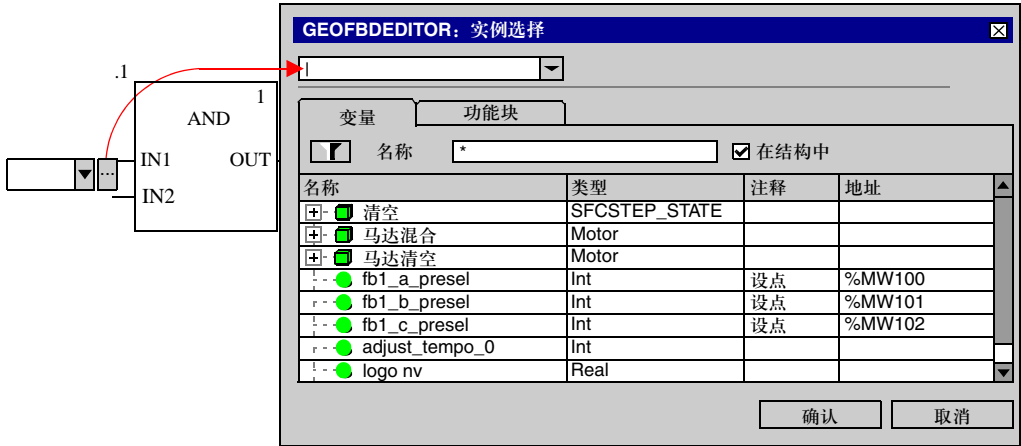 GEOFBDEDITOR：实例选择
.1
1
AND
IN1 OUT
IN2
...
变量 功能块
名称 * 在结构中
名称 类型 注释 地址
清空 SFCSTEP_STATE
马达混合 Motor
马达清空 Motor
fb1_a_presel Int 设点 %MW100
fb1_b_presel Int 设点 %MW101
fb1_c_presel Int 设点 %MW102
adjust_tempo_0 Int
logo nv Real
确认 取消